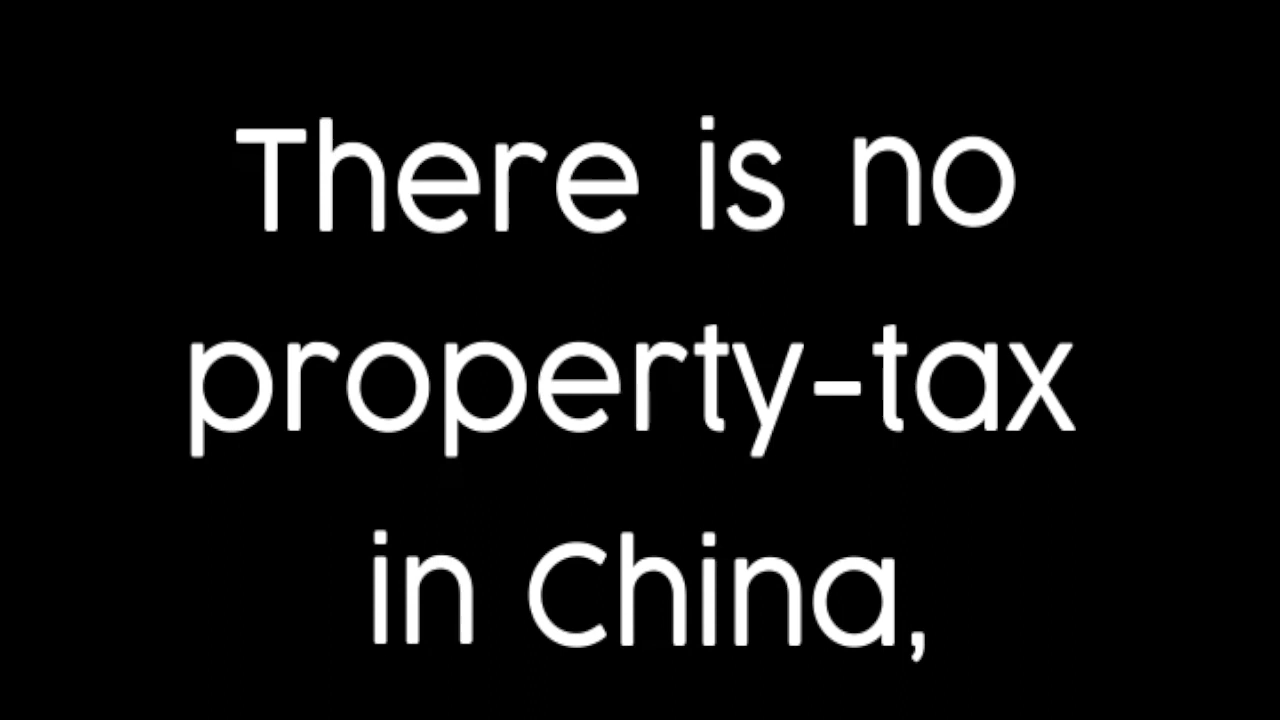 There is no
property-tax
in China,